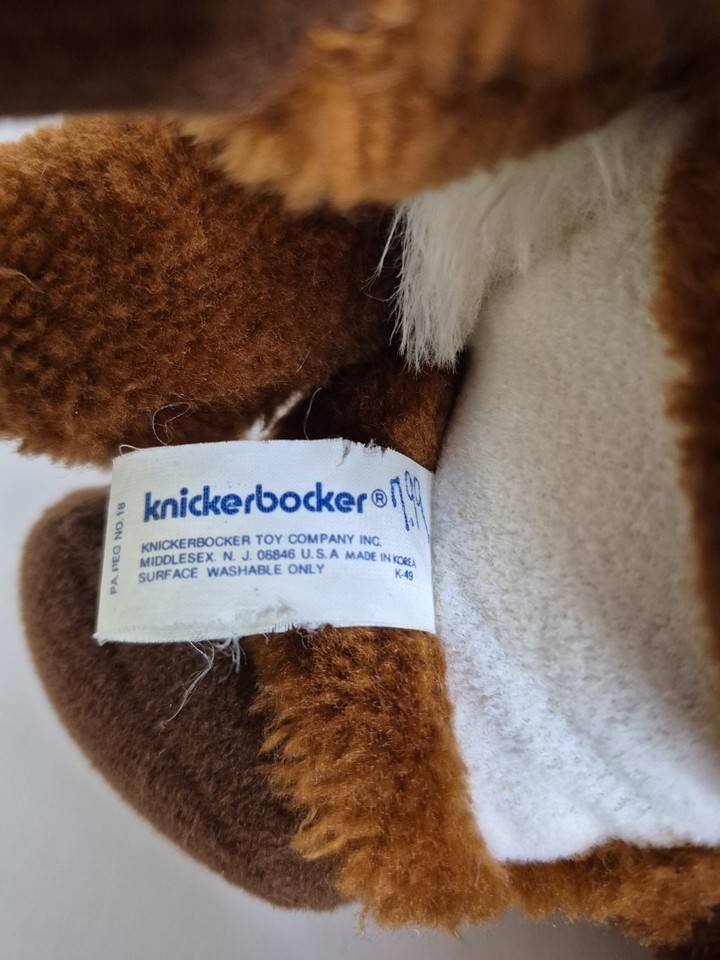 knickerbocker® 7.99
KNICKERBOCKER TOY COMPANY INC.
MIDDLESEX. N. J. 08846 U.S.A MADE IN KOREA
SURFACE WASHABLE ONLY K-49
PA. REG NO. 18